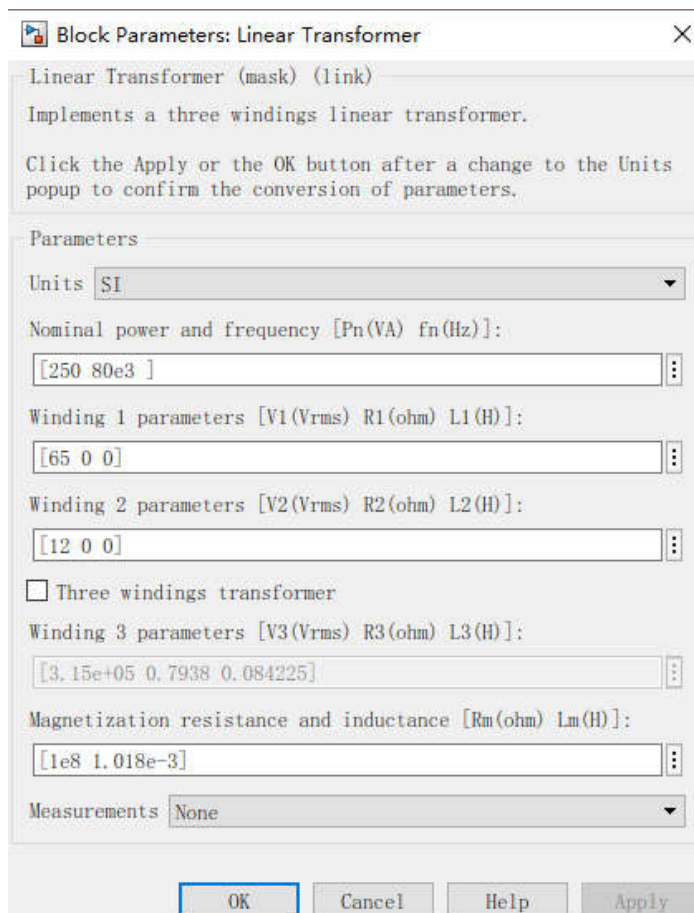 Block Parameters: Linear Transformer
Linear Transformer (mask) (link)
Implements a three windings linear transformer.
Click the Apply or the OK button after a change to the Units
popup to confirm the conversion of parameters.
Parameters
Units SI
Nominal power and frequency [Pn(VA) fn(Hz)]:
[250 80e3 ]
Winding 1 parameters [V1(Vrms) R1(ohm) L1(H)]:
[65 0 0]
Winding 2 parameters [V2(Vrms) R2(ohm) L2(H)]:
[12 0 0]
Three windings transformer
Winding 3 parameters [V3(Vrms) R3(ohm) L3(H)]:
[3.15e+05 0.7938 0.084225]
Magnetization resistance and inductance [Rm(ohm) Lm(H)]:
[1e8 1.018e-3]
Measurements None
OK Cancel Help Apply